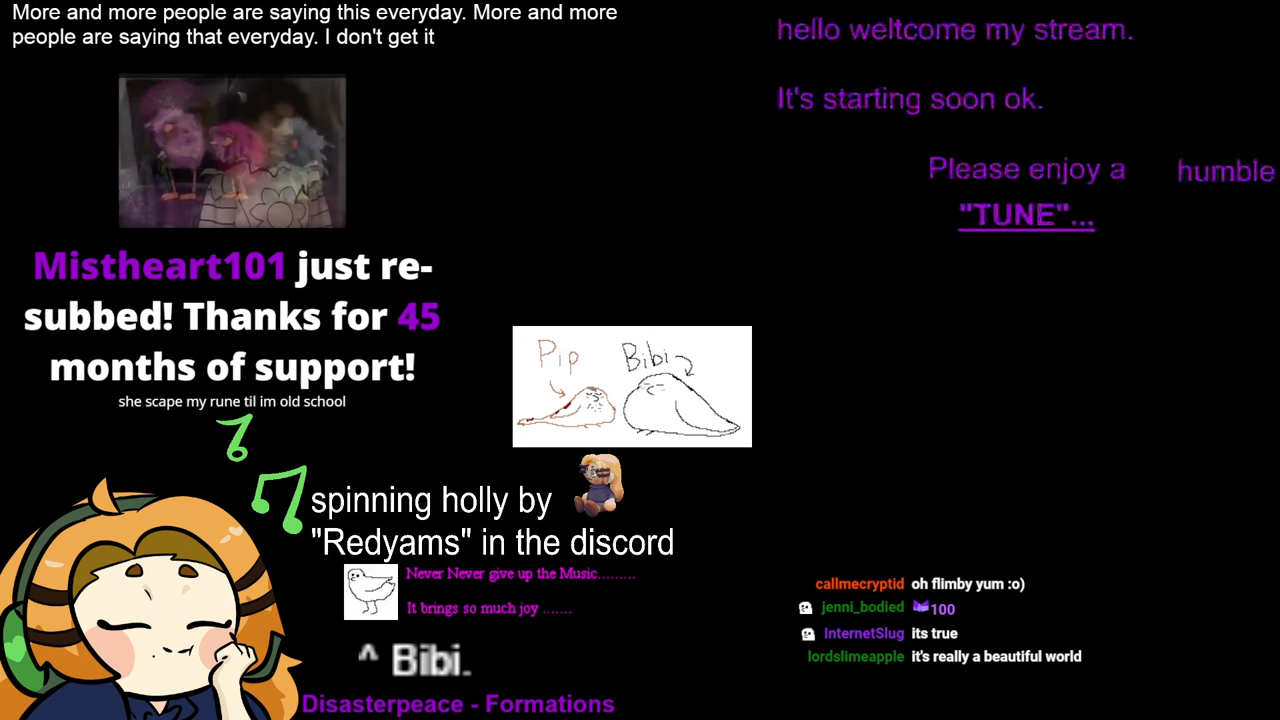 More and more people are saying this everyday. More and more
people are saying that everyday. I don't get it
hello weltcome my stream.
It's starting soon ok.
Please enjoy a humble
"TUNE"...
Mistheart101 just re-
subbed! Thanks for 45
months of support!
she scape my rune til im old school
Pip
Bibi
spinning holly by
"Redyams" in the discord
Never Never give up the Music.........
It brings so much joy .......
^ Bibi.
Disasterpeace - Formations
callmecryptid oh flimby yum :o)
jenni_bodied 100
InternetSlug its true
lordslimeapple it's really a beautiful world